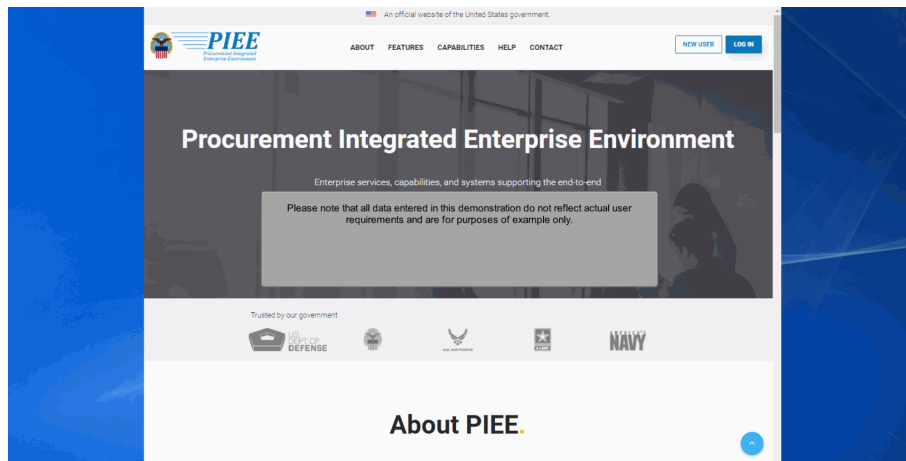 An official website of the United States government.
PIEE
Procurement Integrated
Enterprise Environment
ABOUT FEATURES CAPABILITIES HELP CONTACT
NEW USER LOG IN
Procurement Integrated Enterprise Environment
Enterprise services, capabilities, and systems supporting the end-to-end
Please note that all data entered in this demonstration do not reflect actual user
requirements and are for purposes of example only.
Trusted by our government
US
DEPT OF
DEFENSE
U.S. AIR FORCE
AMERICA'S
NAVY
About PIEE.